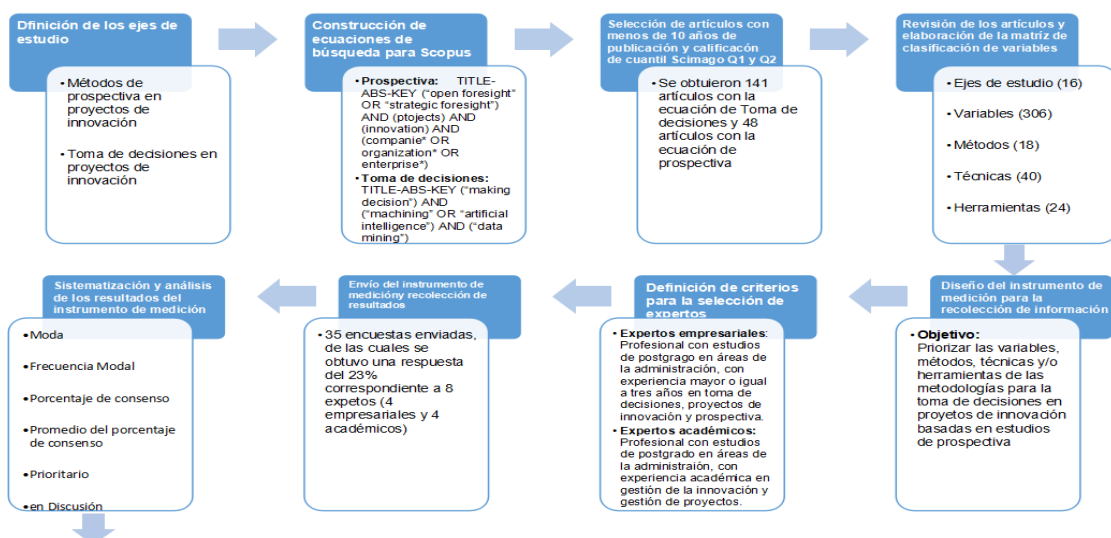 Dfinición de los ejes de
estudio
• Métodos de
prospectiva en
proyectos de
innovación
• Toma de decisiones en
proyectos de
innovación
Construcción de
ecuaciones de
búsqueda para Scopus
• Prospectiva: TITLE-
ABS-KEY (“open foresight”
OR “strategic foresight”)
AND (ptojects) AND
(innovation) AND
(companie* OR
organization* OR
enterprise*)
• Toma de decisiones:
TITLE-ABS-KEY (“making
decision”) AND
(“machining” OR “artificial
intelligence”) AND (“data
mining”)
Selección de artículos con
menos de 10 años de
publicación y calificacón
de cuantil Scimago Q1 y Q2
• Se obtuvieron 141
artículos con la
ecuación de Toma de
decisiones y 48
artículos con la
ecuación de
prospectiva
Revisión de los artículos y
elaboración de la matríz de
clasificación de variables
• Ejes de estudio (16)
• Variables (306)
• Métodos (18)
• Técnicas (40)
• Herramientas (24)
Diseño del instrumento de
medición para la
recolección de información
• Objetivo:
Priorizar las variables,
métodos, técnicas y/o
herramientas de las
metodologías para la
toma de decisiones en
proyetos de innovación
basadas en estudios
de prospectiva
Definición de criterios
para la selección de
expertos
• Expertos empresariales:
Profesional con estudios
de postgrago en áreas de
la administración, con
experiencia mayor o igual
a tres años en toma de
decisiones, proyectos de
innovación y prospectiva.
• Expertos académicos:
Profesional con estudios
de postgrado en áreas de
la administraión, con
experiencia académica en
gestión de la innovación y
gestión de proyectos.
Envío del instrumento de
medicióny recolección de
resultados
• 35 encuestas enviadas,
de las cuales se
obtuvo una respuesta
del 23%
correspondiente a 8
expetos (4
empresariales y 4
académicos)
Sistematización y análisis
de los resultados del
instrumento de medición
•Moda
•Frecuencia Modal
•Porcentaje de consenso
•Promedio del porcentaje
de consenso
•Prioritario
•en Discusión